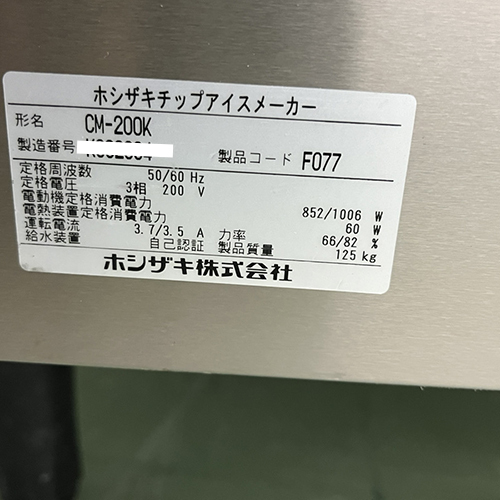 ホシザキチップアイスメーカー
形名 CM-200K
製造番号 製品コード F077
定格周波数 50/60 Hz
定格電圧 3相 200 V
電動機定格消費電力 852/1006 W
電熱装置定格消費電力 60 W
運転電流 3.7/3.5 A 力率 66/82 %
給水装置 自己認証 製品質量 125 kg
ホシザキ株式会社